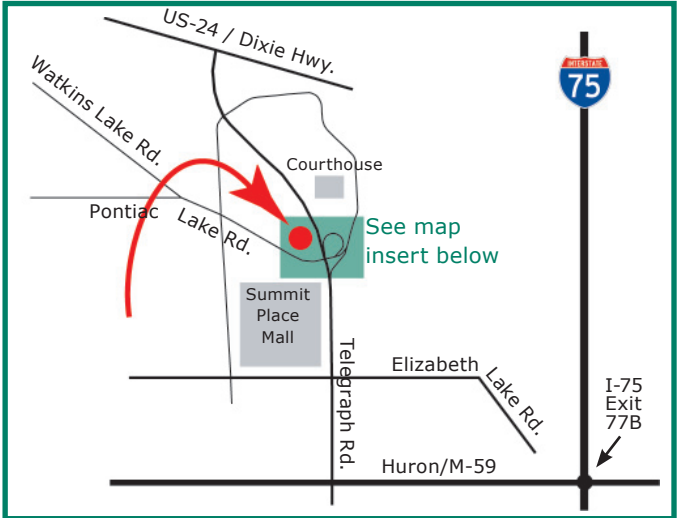 US-24 / Dixie Hwy.
Watkins Lake Rd.
INTERSTATE
75
Courthouse
Pontiac Lake Rd.
See map
insert below
Summit
Place
Mall
Telegraph Rd.
Elizabeth Lake Rd.
I-75
Exit
77B
Huron/M-59